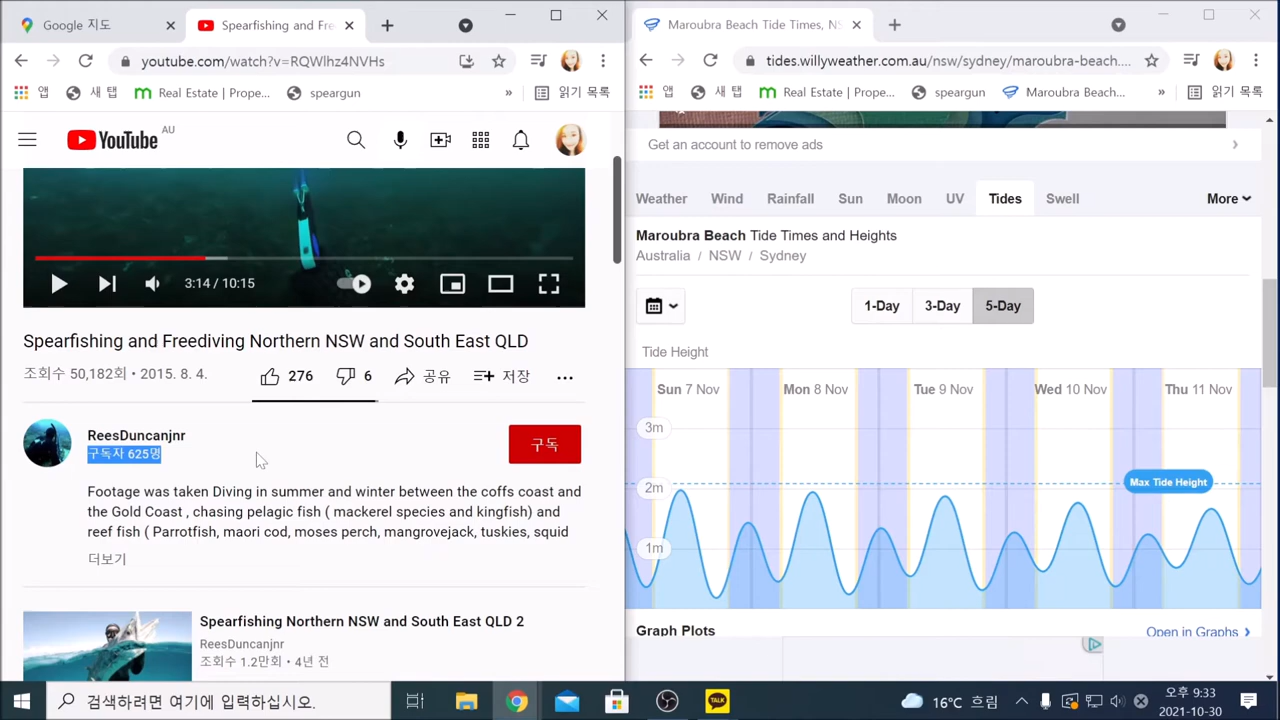 Google 지도
Spearfishing and Fre
youtube.com/watch?v=RQWlhz4NVHs
앱
새 탭
Real Estate | Prope...
speargun
»
읽기 목록
YouTube
AU
3:14 / 10:15
Spearfishing and Freediving Northern NSW and South East QLD
조회수 50,182회 • 2015. 8. 4.
276
6
공유
저장
ReesDuncanjnr
구독자 625명
구독
Footage was taken Diving in summer and winter between the coffs coast and
the Gold Coast , chasing pelagic fish ( mackerel species and kingfish) and
reef fish ( Parrotfish, maori cod, moses perch, mangrovejack, tuskies, squid
더보기
Spearfishing Northern NSW and South East QLD 2
ReesDuncanjnr
조회수 1.2만회 • 4년 전
Maroubra Beach Tide Times, NS
tides.willyweather.com.au/nsw/sydney/maroubra-beach....
앱
새 탭
Real Estate | Prope...
speargun
Maroubra Beach...
»
읽기 목록
Get an account to remove ads
Weather Wind Rainfall Sun Moon UV Tides Swell More
Maroubra Beach Tide Times and Heights
Australia / NSW / Sydney
1-Day 3-Day 5-Day
Tide Height
Sun 7 Nov Mon 8 Nov Tue 9 Nov Wed 10 Nov Thu 11 Nov
3m
Max Tide Height
2m
1m
Graph Plots
Open in Graphs
검색하려면 여기에 입력하십시오.
TALK
16°C 흐림
오후 9:33
2021-10-30